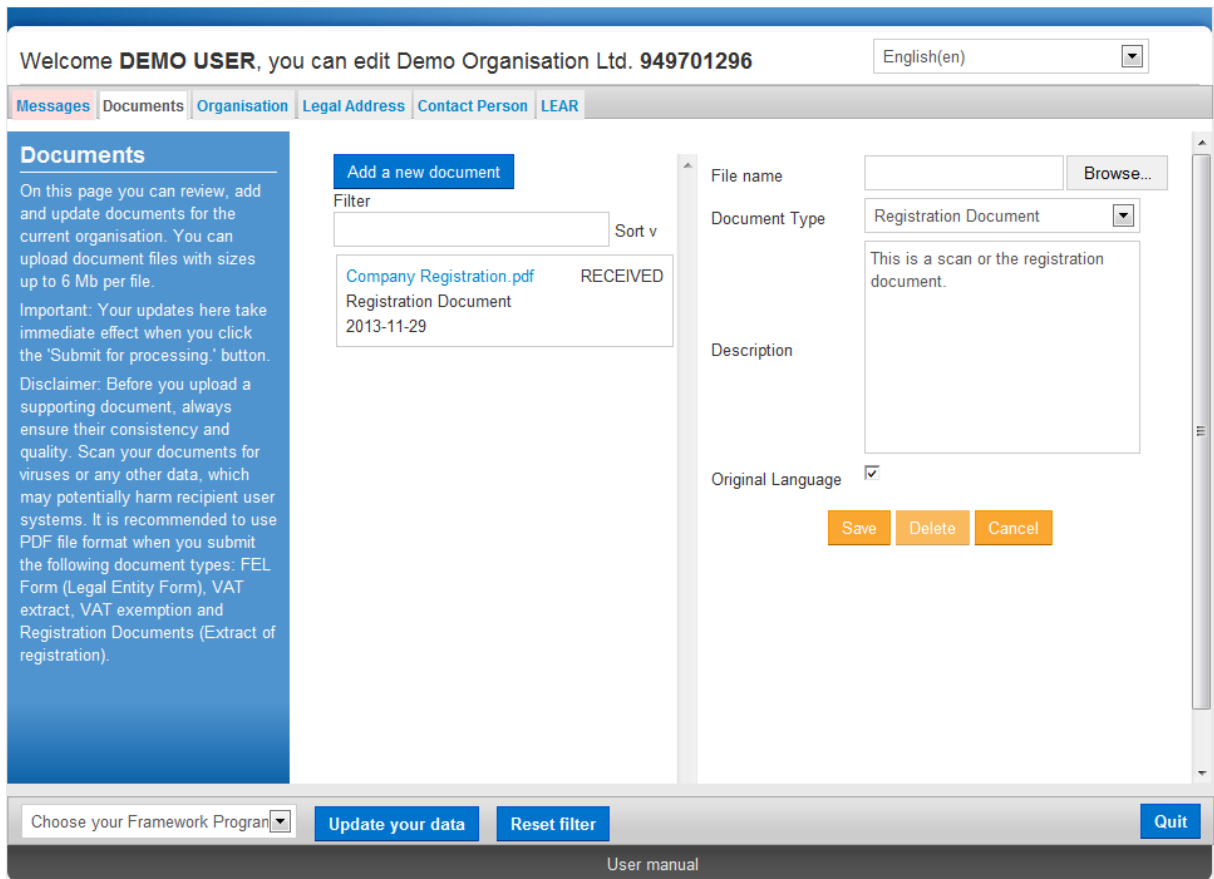 Welcome DEMO USER, you can edit Demo Organisation Ltd. 949701296
English(en)
Messages Documents Organisation Legal Address Contact Person LEAR
Documents
On this page you can review, add
and update documents for the
current organisation. You can
upload document files with sizes
up to 6 Mb per file.
Important: Your updates here take
immediate effect when you click
the 'Submit for processing.' button.
Disclaimer: Before you upload a
supporting document, always
ensure their consistency and
quality. Scan your documents for
viruses or any other data, which
may potentially harm recipient user
systems. It is recommended to use
PDF file format when you submit
the following document types: FEL
Form (Legal Entity Form), VAT
extract, VAT exemption and
Registration Documents (Extract of
registration).
Add a new document
Filter
Sort v
Company Registration.pdf RECEIVED
Registration Document
2013-11-29
File name Browse...
Document Type Registration Document
This is a scan or the registration
document.
Description
Original Language
Save Delete Cancel
Choose your Framework Progran Update your data Reset filter Quit
User manual